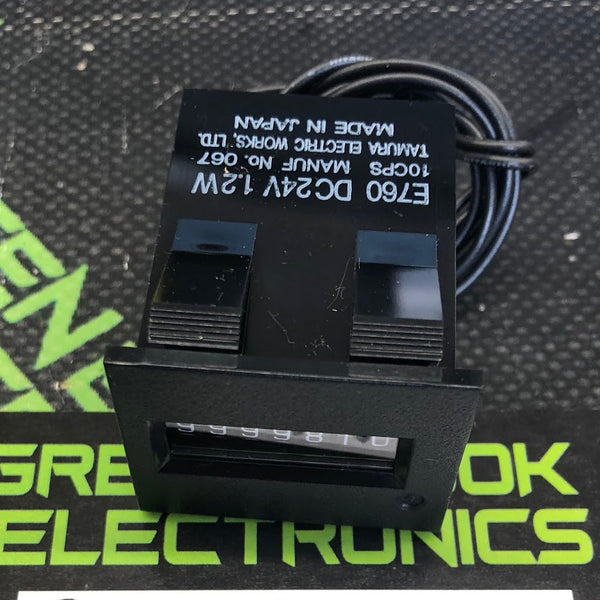 E760 DC24V 1.2W
10CPS MANUF No. 067
TAMURA ELECTRIC WORKS, LTD.
MADE IN JAPAN
ELECTRONICS